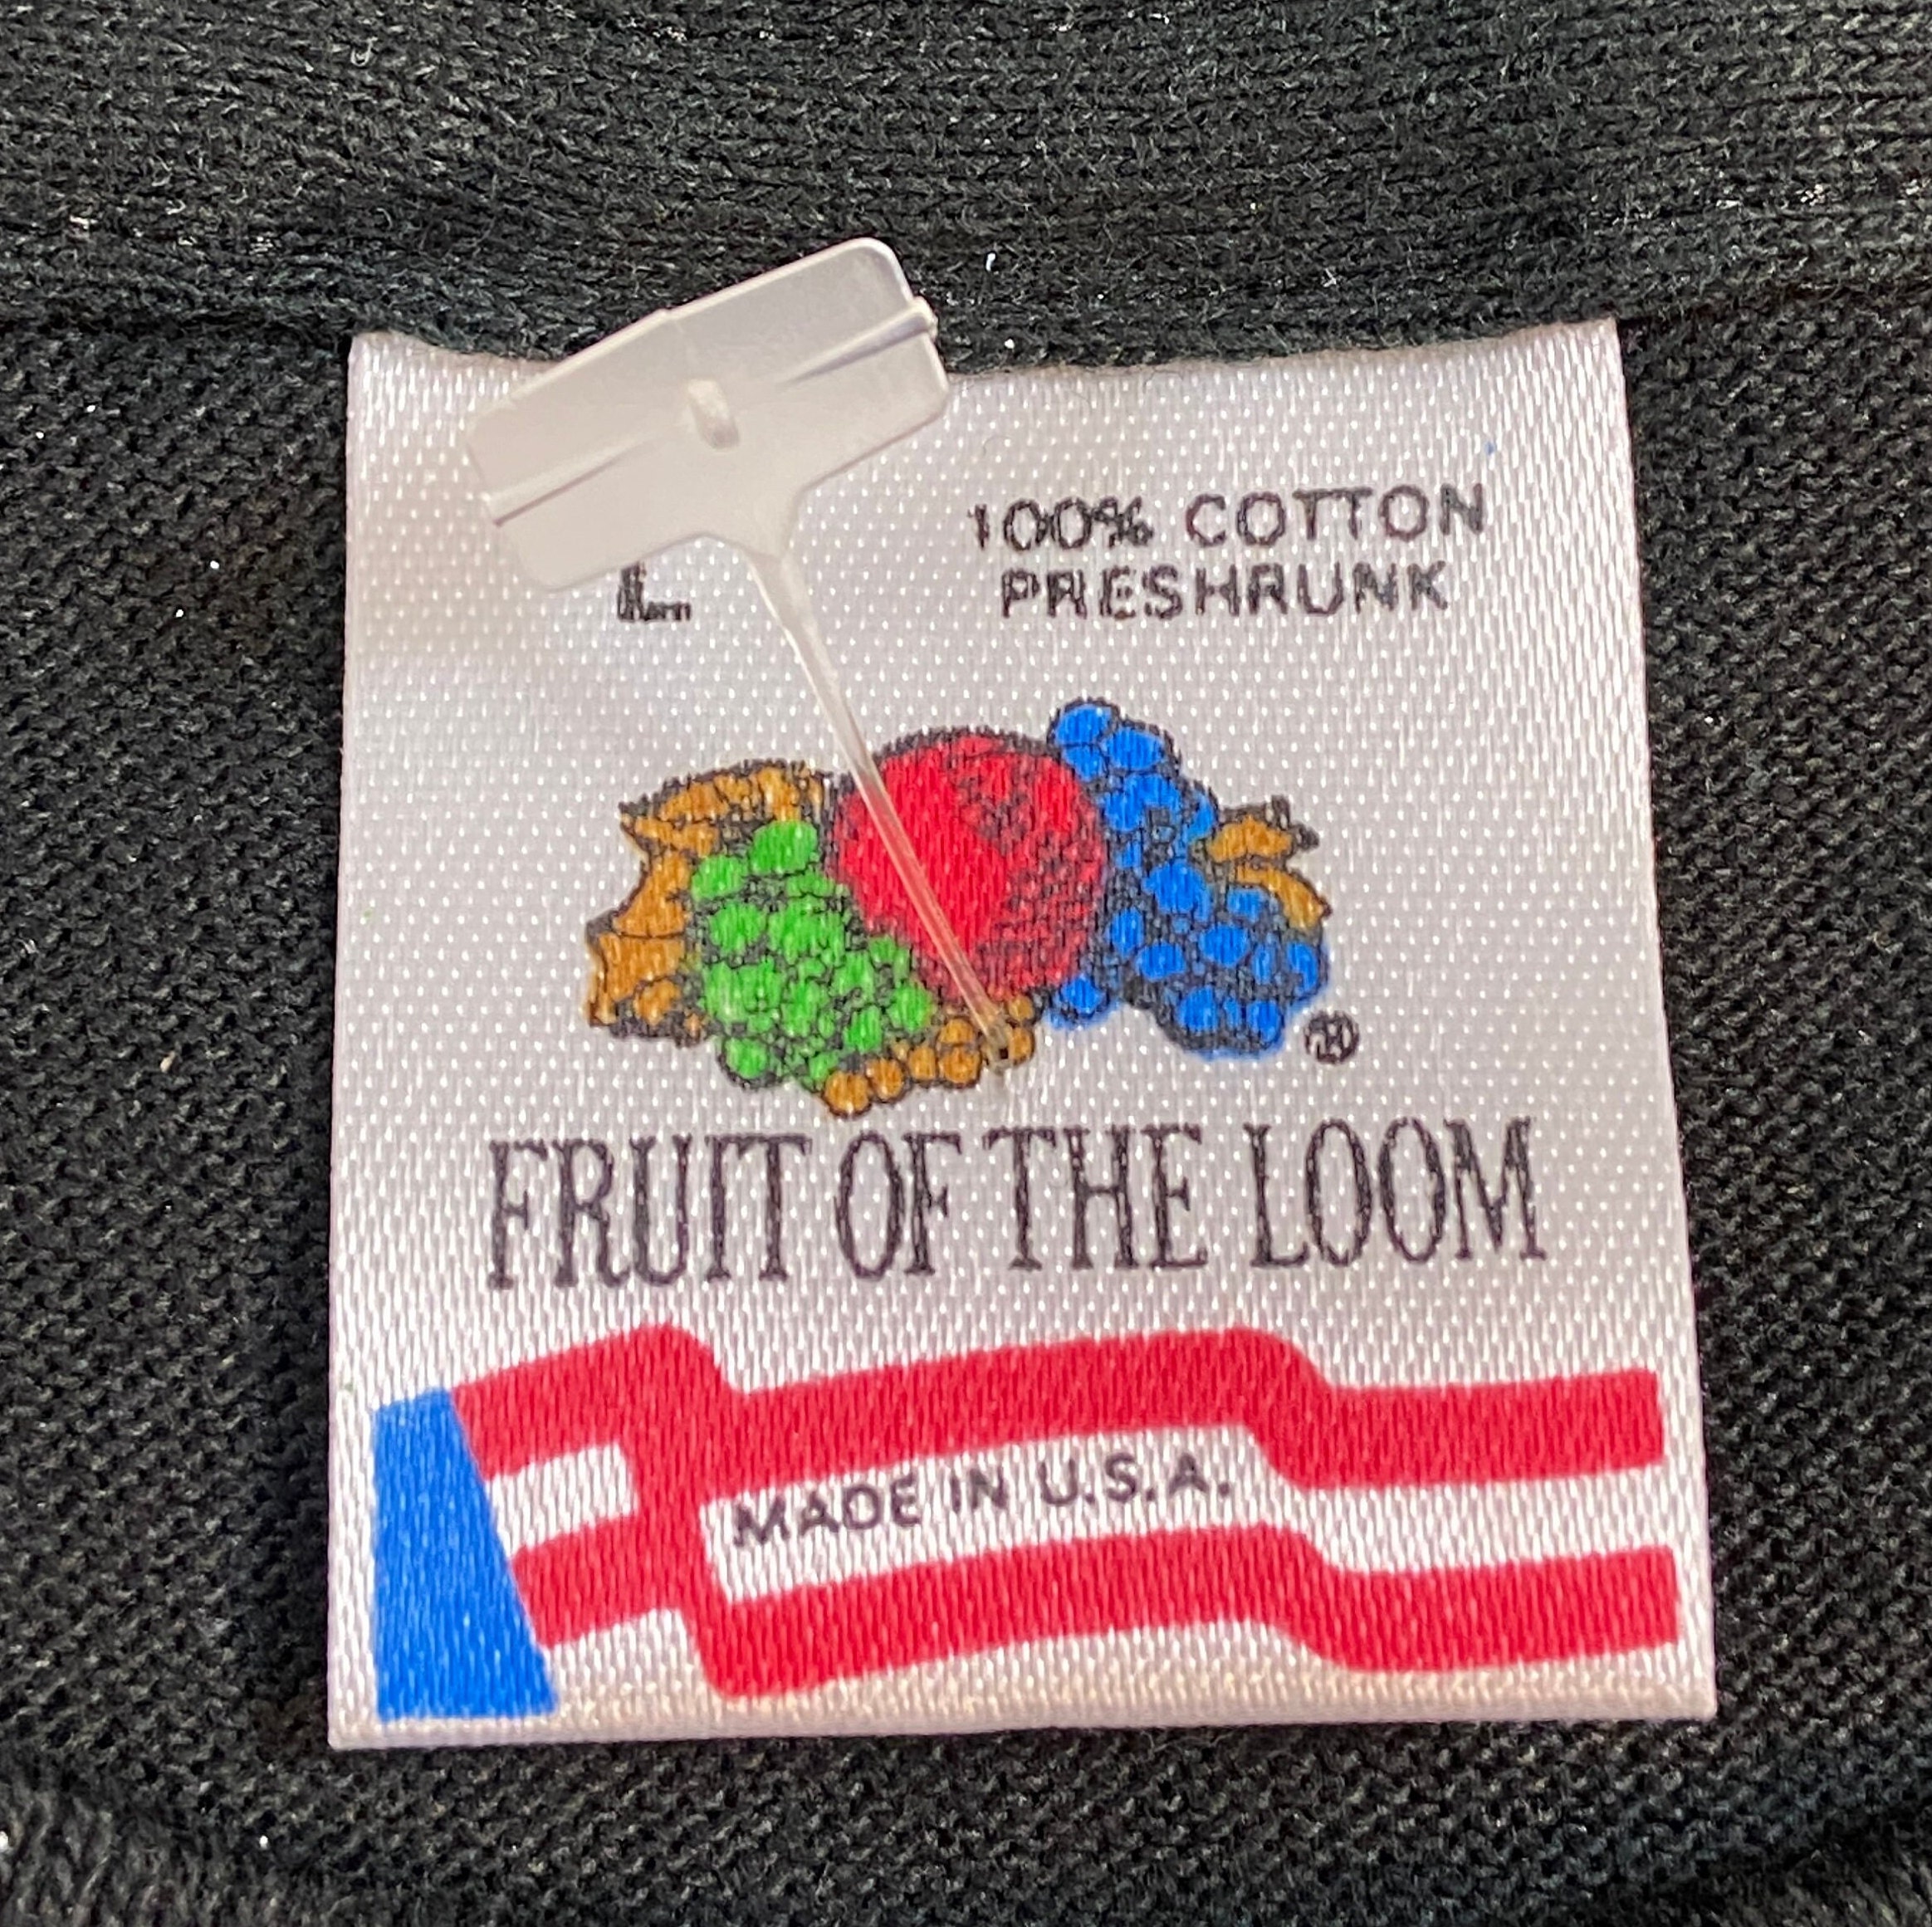 L
100% COTTON
PRESHRUNK
®
FRUIT OF THE LOOM
MADE IN U.S.A.